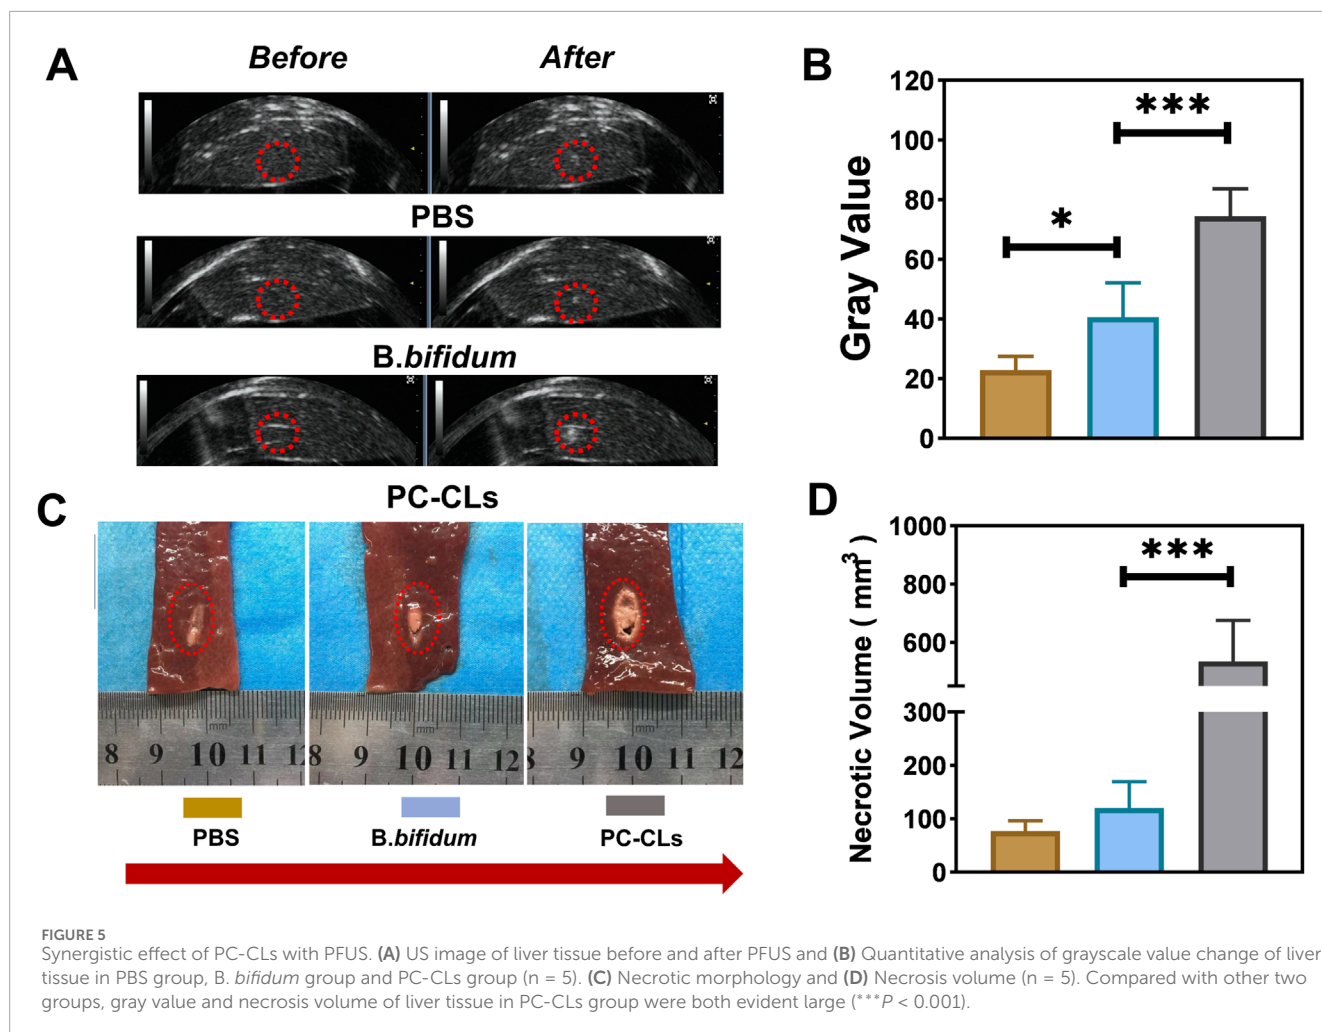 A
Before
After
PBS
B.bifidum
PC-CLs
B
Gray Value
120
100
80
60
40
20
0
*
***
C
8 9 10 11 12
mm
8 9 10 11 12
mm
8 9 10 11 12
mm
PBS
B.bifidum
PC-CLs
D
Necrotic Volume ( mm³ )
1000
800
600
300
200
100
0
***
FIGURE 5
Synergistic effect of PC-CLs with PFUS. (A) US image of liver tissue before and after PFUS and (B) Quantitative analysis of grayscale value change of liver
tissue in PBS group, B. bifidum group and PC-CLs group (n = 5). (C) Necrotic morphology and (D) Necrosis volume (n = 5). Compared with other two
groups, gray value and necrosis volume of liver tissue in PC-CLs group were both evident large (***P < 0.001).